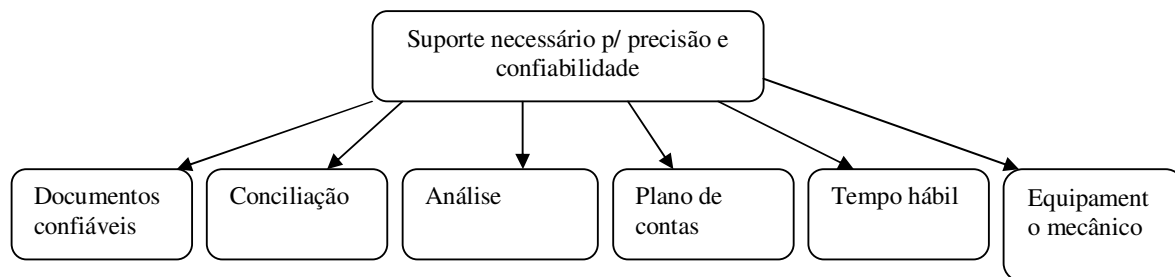 Suporte necessário p/ precisão e
confiabilidade
Documentos
confiáveis
Conciliação
Análise
Plano de
contas
Tempo hábil
Equipament
o mecânico